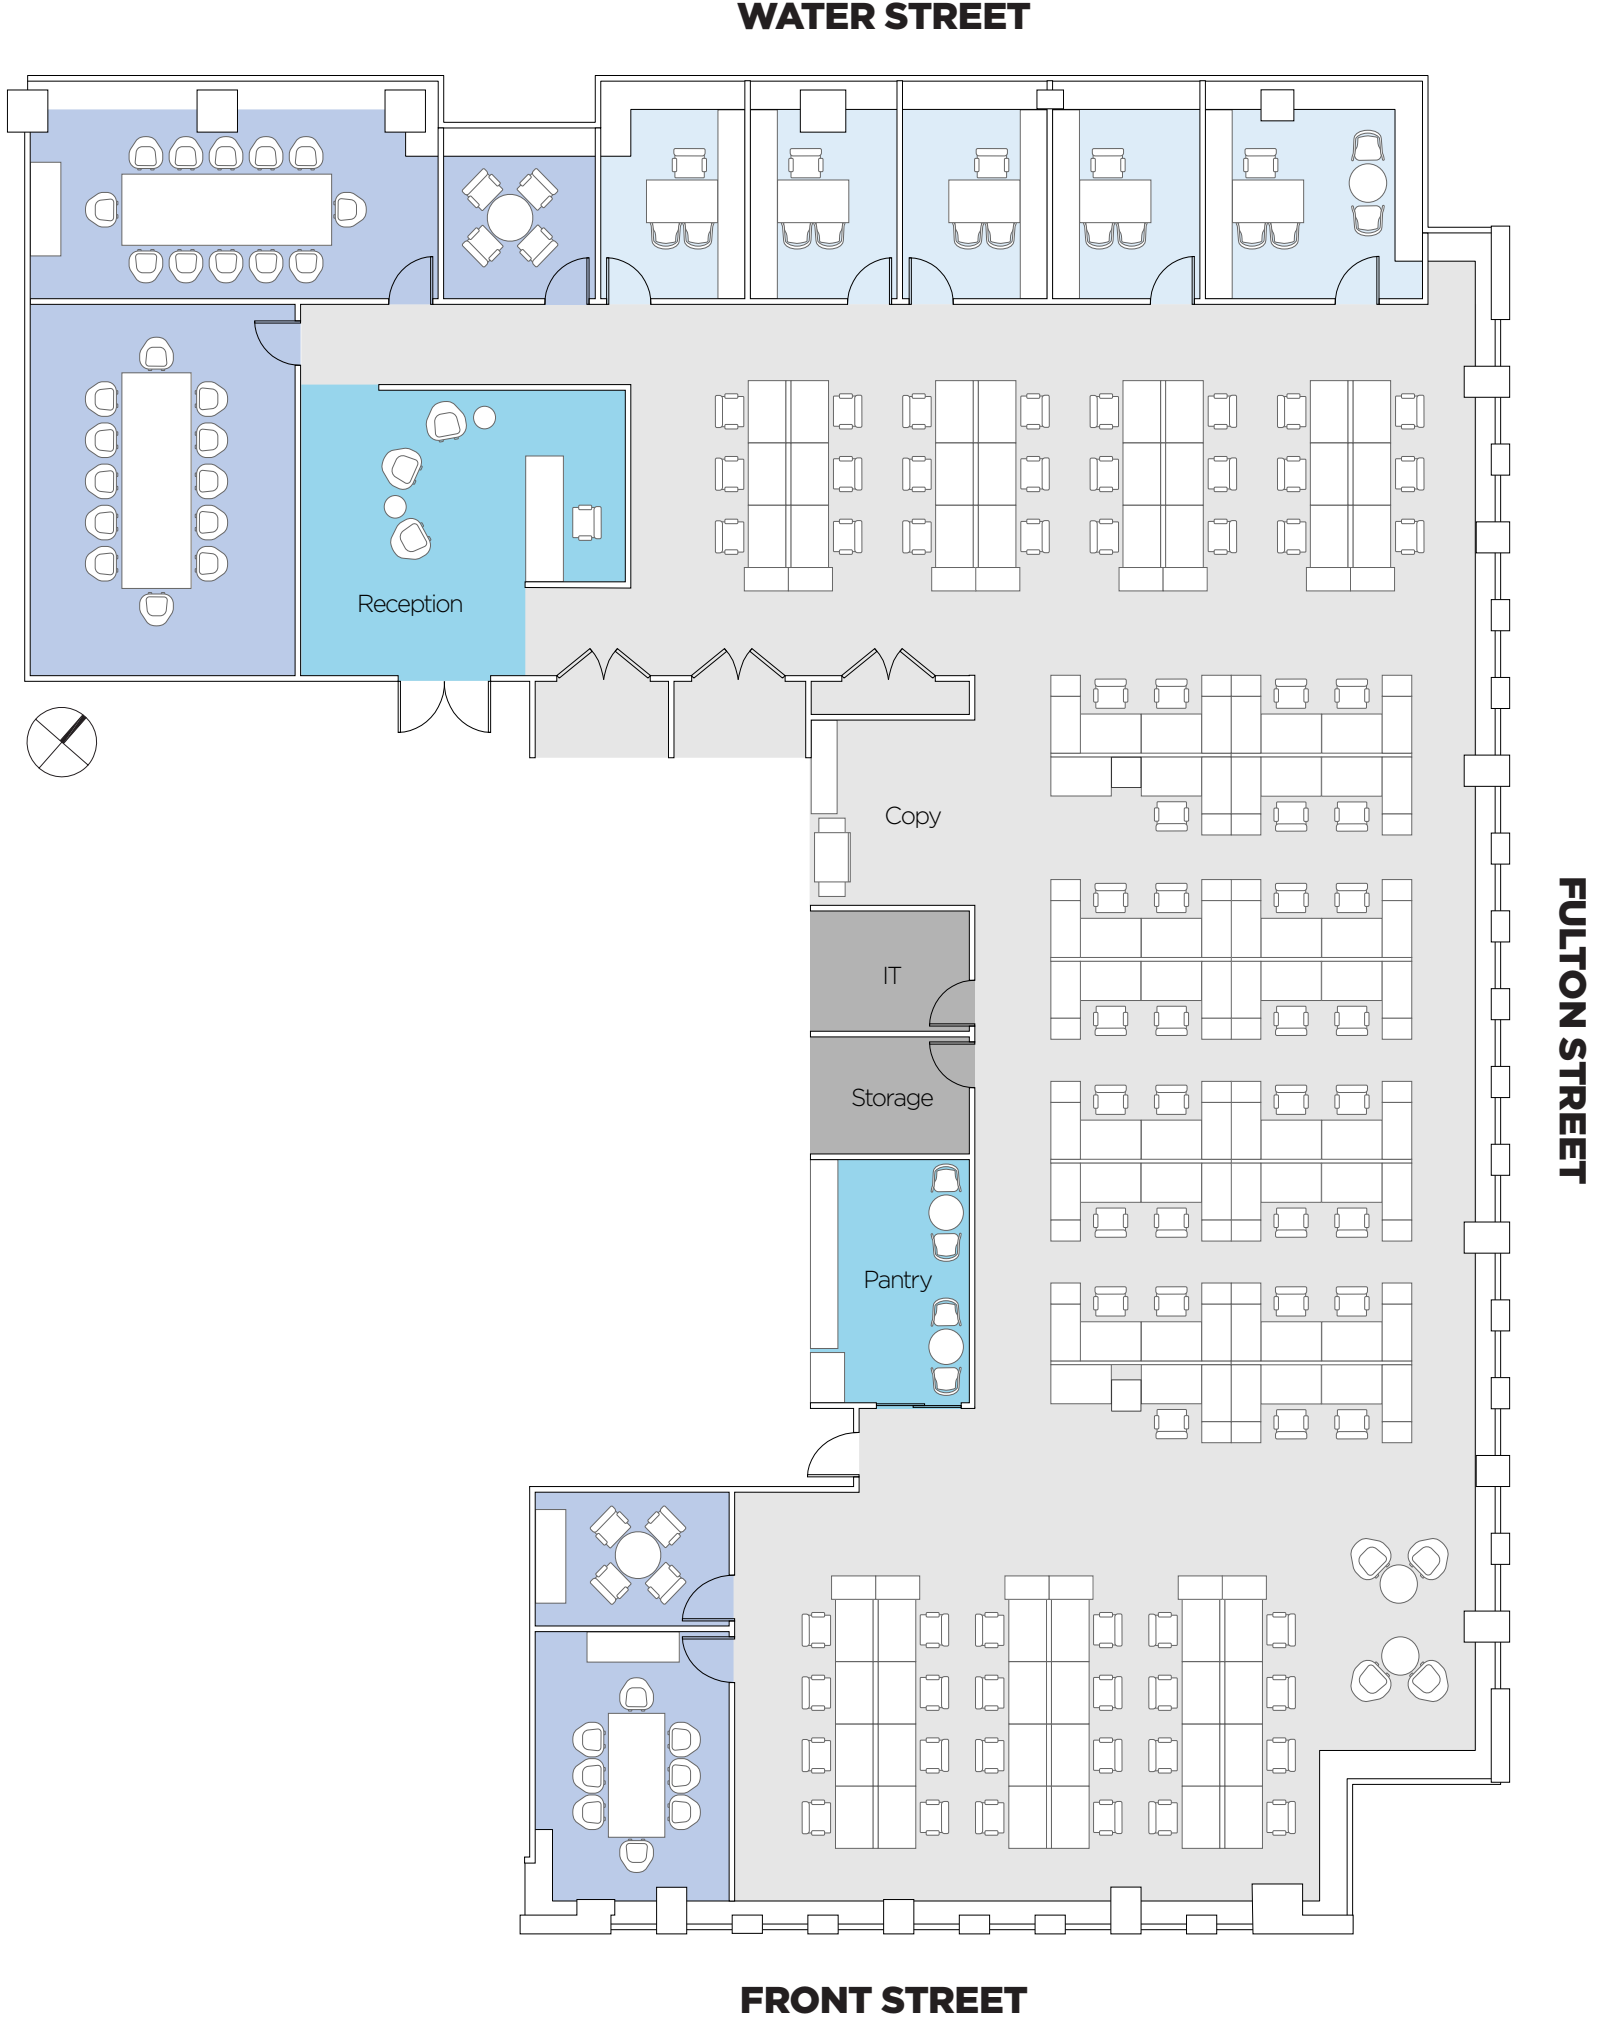 WATER STREET
Reception
Copy
IT
Storage
Pantry
FULTON STREET
FRONT STREET